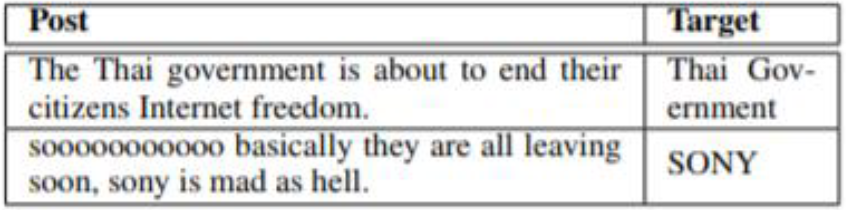 Post Target
The Thai government is about to end their Thai Gov-
citizens Internet freedom. ernment
sooooooooooo basically they are all leaving
soon, sony is mad as hell. SONY